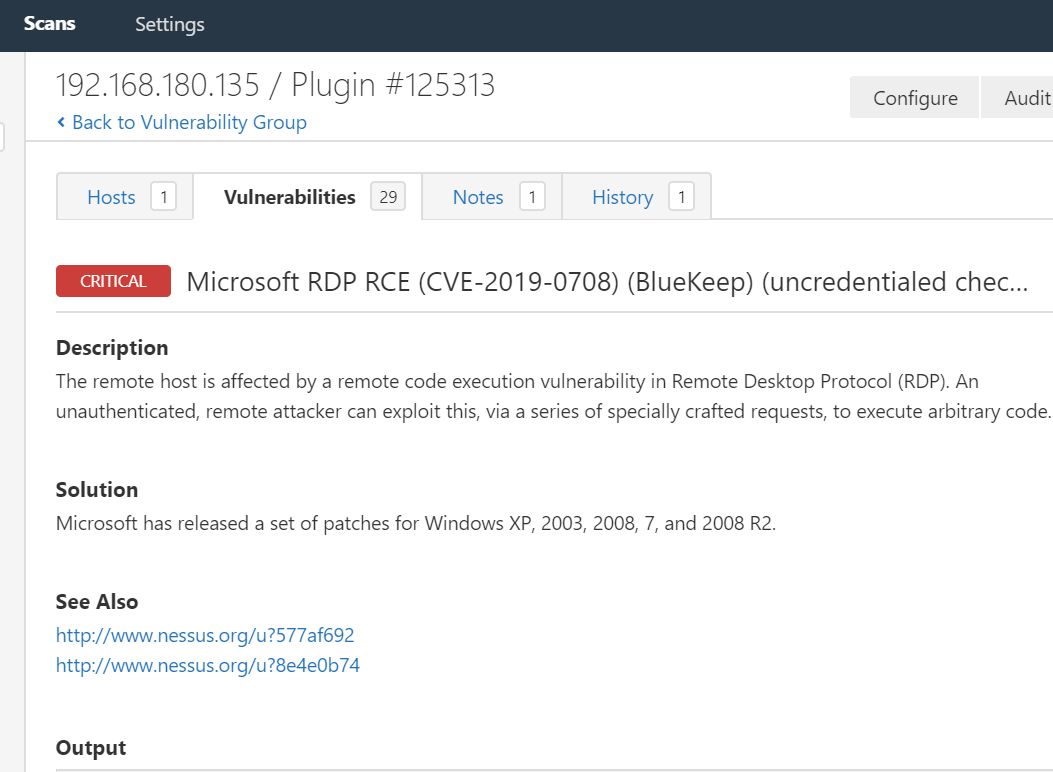 Scans Settings
192.168.180.135 / Plugin #125313
Configure Audit
Back to Vulnerability Group
Hosts 1 Vulnerabilities 29 Notes 1 History 1
CRITICAL Microsoft RDP RCE (CVE-2019-0708) (BlueKeep) (uncredentialed chec...
Description
The remote host is affected by a remote code execution vulnerability in Remote Desktop Protocol (RDP). An
unauthenticated, remote attacker can exploit this, via a series of specially crafted requests, to execute arbitrary code.
Solution
Microsoft has released a set of patches for Windows XP, 2003, 2008, 7, and 2008 R2.
See Also
http://www.nessus.org/u?577af692
http://www.nessus.org/u?8e4e0b74
Output